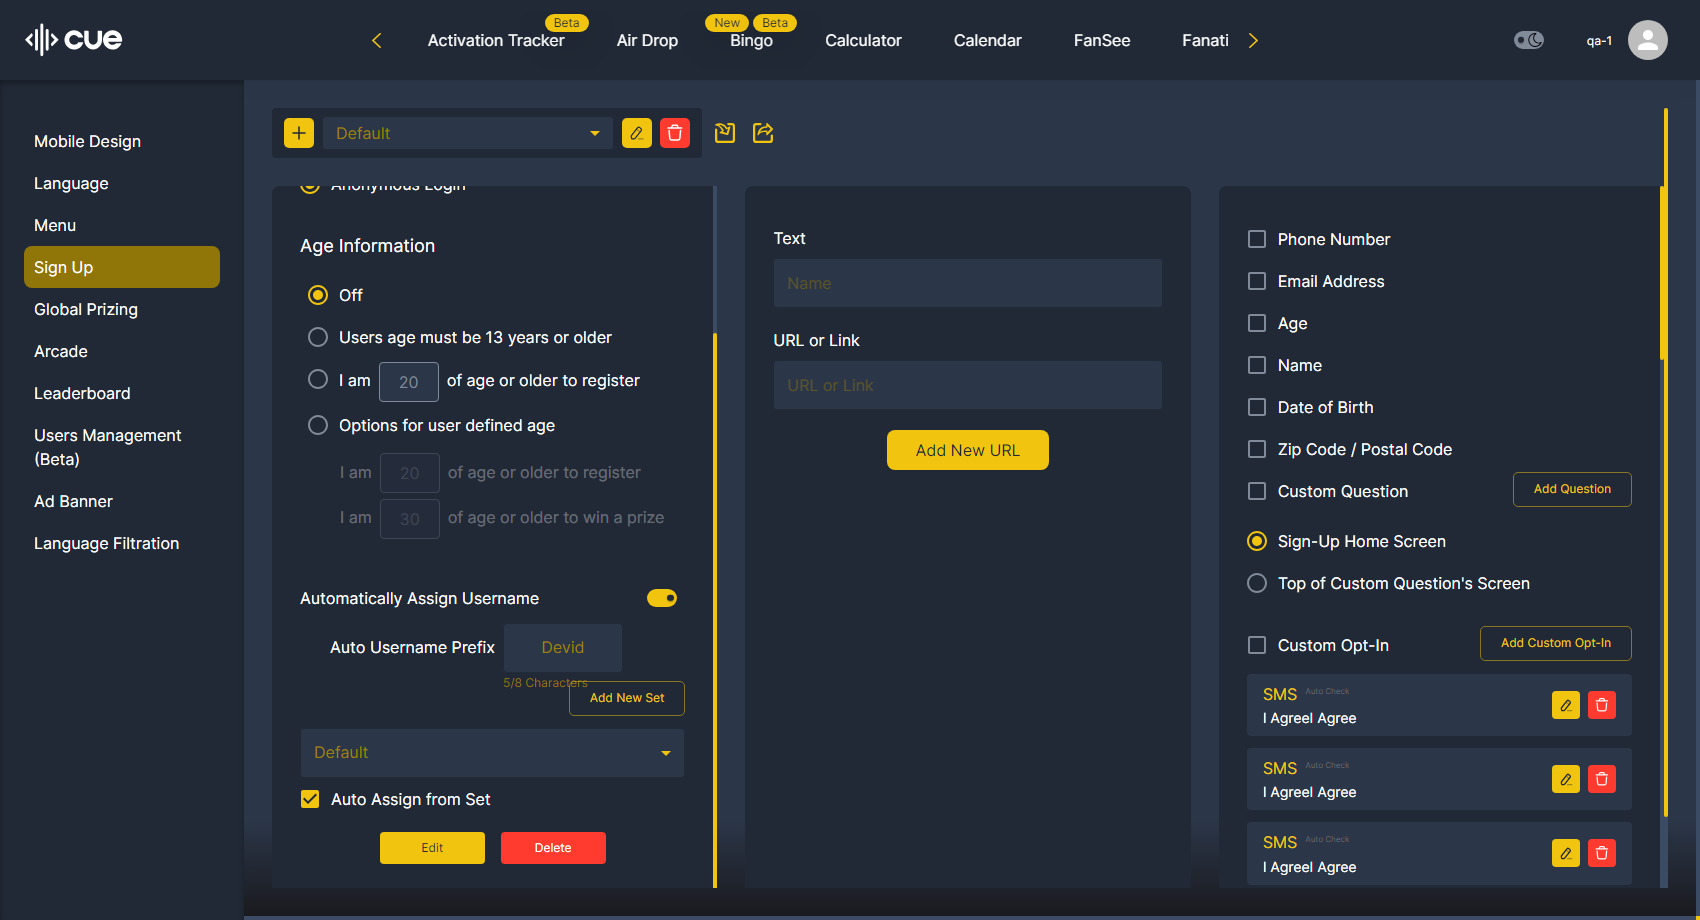 cue
Activation Tracker
Beta
Air Drop
New
Beta
Bingo
Calculator
Calendar
FanSee
Fanati
qa-1
Mobile Design
Language
Menu
Sign Up
Global Prizing
Arcade
Leaderboard
Users Management
(Beta)
Ad Banner
Language Filtration
Default
Anonymous Login
Age Information
Off
Users age must be 13 years or older
I am 20 of age or older to register
Options for user defined age
I am 20 of age or older to register
I am 30 of age or older to win a prize
Automatically Assign Username
Auto Username Prefix Devid
5/8 Characters
Add New Set
Default
Auto Assign from Set
Edit
Delete
Text
Name
URL or Link
URL or Link
Add New URL
Phone Number
Email Address
Age
Name
Date of Birth
Zip Code / Postal Code
Custom Question
Add Question
Sign-Up Home Screen
Top of Custom Question's Screen
Custom Opt-In
Add Custom Opt-In
SMS Auto Check
I AgreeI Agree
SMS Auto Check
I AgreeI Agree
SMS Auto Check
I AgreeI Agree